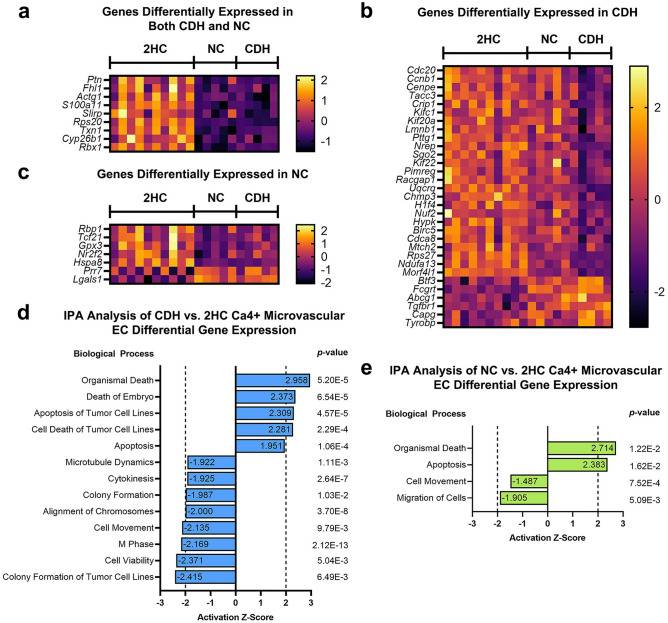 a
Genes Differentially Expressed in
Both CDH and NC
2HC NC CDH
Ptn
Fhl1
Actg1
S100a11
Slirp
Rps20
Txn1
Cyp26b1
Rbx1
2
1
0
-1
b
Genes Differentially Expressed in CDH
2HC NC CDH
Cdc20
Ccnb1
Cenpe
Tacc3
Cnip1
Kifc1
Kif20a
Lmnb1
Pttg1
Nrep
Sgo2
Kif22
Pimreg
Racgap1
Uqcrq
Chmp3
H1f4
Nuf2
Hypk
Birc5
Cdca8
Mtch2
Rps27
Ndufa13
Morf4l1
Btf3
Fcgrt
Abcg1
Tgfbr1
Capg
Tyrobp
2
0
-2
c
Genes Differentially Expressed in NC
2HC NC CDH
Rbp1
Tcf21
Gpx3
Nr2f2
Hspa8
Prr7
Lgals1
2
1
0
-1
-2
d
IPA Analysis of CDH vs. 2HC Ca4+ Microvascular
EC Differential Gene Expression
Biological Process p-value
Organismal Death 2.958 5.20E-5
Death of Embryo 2.373 6.54E-5
Apoptosis of Tumor Cell Lines 2.309 4.57E-5
Cell Death of Tumor Cell Lines 2.281 2.29E-4
Apoptosis 1.951 1.06E-4
Microtubule Dynamics -1.922 1.11E-3
Cytokinesis -1.925 2.64E-7
Colony Formation -1.987 1.03E-2
Alignment of Chromosomes -2.000 3.70E-8
Cell Movement -2.135 9.79E-3
M Phase -2.169 2.12E-13
Cell Viability -2.371 5.04E-3
Colony Formation of Tumor Cell Lines -2.415 6.49E-3
-3 -2 -1 0 1 2 3
Activation Z-Score
e
IPA Analysis of NC vs. 2HC Ca4+ Microvascular
EC Differential Gene Expression
Biological Process p-value
Organismal Death 2.714 1.22E-2
Apoptosis 2.383 1.62E-2
Cell Movement -1.487 7.52E-4
Migration of Cells -1.905 5.09E-3
-3 -2 -1 0 1 2 3
Activation Z-Score